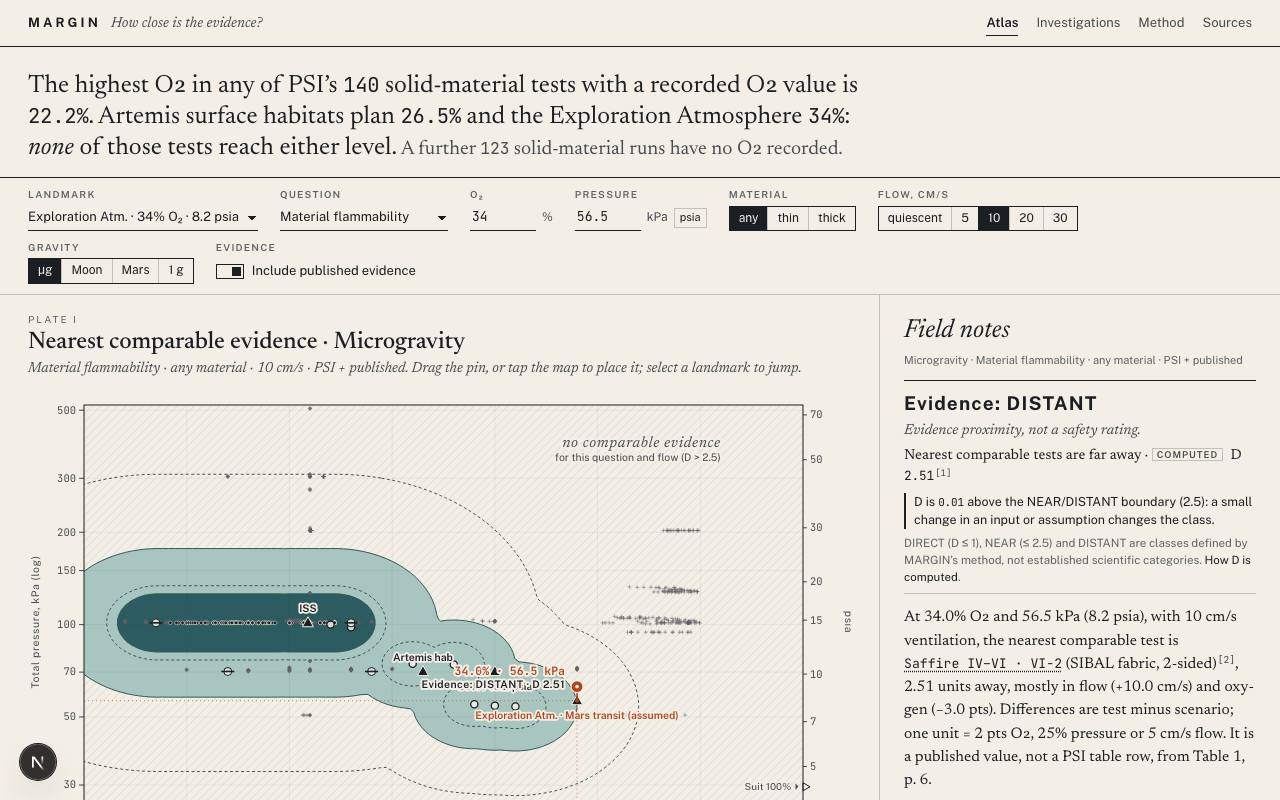 MARGIN How close is the evidence?
Atlas Investigations Method Sources
The highest O2 in any of PSI's 140 solid-material tests with a recorded O2 value is
22.2%. Artemis surface habitats plan 26.5% and the Exploration Atmosphere 34%:
none of those tests reach either level. A further 123 solid-material runs have no O2 recorded.
LANDMARK QUESTION O₂ PRESSURE MATERIAL FLOW, CM/S
Exploration Atm. · 34% O₂ · 8.2 psia Material flammability 34 % 56.5 kPa psia any thin thick quiescent 5 10 20 30
GRAVITY EVIDENCE
µg Moon Mars 1 g Include published evidence
PLATE I
Nearest comparable evidence · Microgravity
Material flammability · any material · 10 cm/s · PSI + published. Drag the pin, or tap the map to place it; select a landmark to jump.
500
300
200
150
100
70
50
30
Total pressure, kPa (log)
no comparable evidence
for this question and flow (D > 2.5)
ISS
Artemis hab
34.0% · 56.5 kPa
Evidence: DISTANT · D 2.51
Exploration Atm. · Mars transit (assumed)
Suit 100%
70
50
30
20
15
10
7
5
psia
Field notes
Microgravity · Material flammability · any material · PSI + published
Evidence: DISTANT
Evidence proximity, not a safety rating.
Nearest comparable tests are far away · COMPUTED D
2.51[1]
D is 0.01 above the NEAR/DISTANT boundary (2.5): a small
change in an input or assumption changes the class.
DIRECT (D ≤ 1), NEAR (≤ 2.5) and DISTANT are classes defined by
MARGIN's method, not established scientific categories. How D is
computed.
At 34.0% O2 and 56.5 kPa (8.2 psia), with 10 cm/s
ventilation, the nearest comparable test is
Saffire IV–VI · VI-2 (SIBAL fabric, 2-sided)[2],
2.51 units away, mostly in flow (+10.0 cm/s) and oxy-
gen (−3.0 pts). Differences are test minus scenario;
one unit = 2 pts O2, 25% pressure or 5 cm/s flow. It is
a published value, not a PSI table row, from Table 1,
p. 6.
N